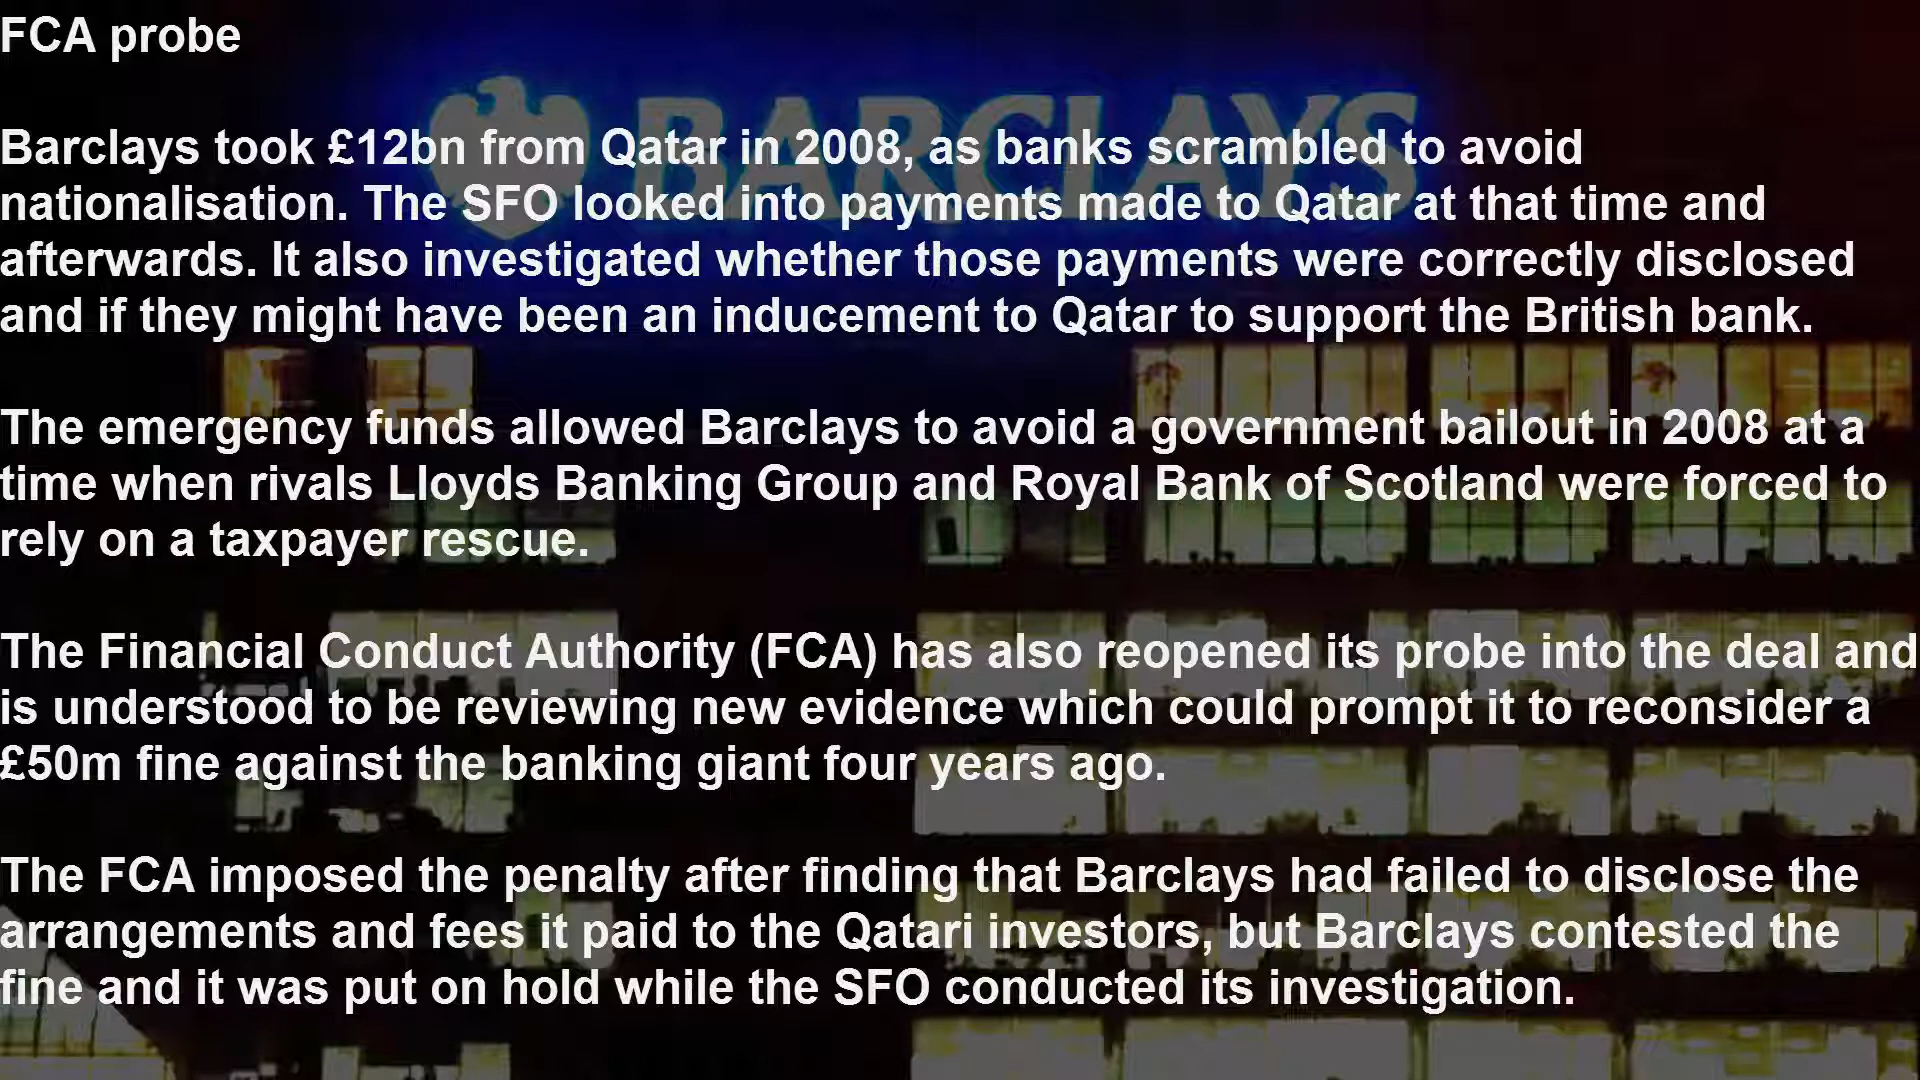 FCA probe
BARCLAYS
Barclays took £12bn from Qatar in 2008, as banks scrambled to avoid
nationalisation. The SFO looked into payments made to Qatar at that time and
afterwards. It also investigated whether those payments were correctly disclosed
and if they might have been an inducement to Qatar to support the British bank.
The emergency funds allowed Barclays to avoid a government bailout in 2008 at a
time when rivals Lloyds Banking Group and Royal Bank of Scotland were forced to
rely on a taxpayer rescue.
The Financial Conduct Authority (FCA) has also reopened its probe into the deal and
is understood to be reviewing new evidence which could prompt it to reconsider a
£50m fine against the banking giant four years ago.
The FCA imposed the penalty after finding that Barclays had failed to disclose the
arrangements and fees it paid to the Qatari investors, but Barclays contested the
fine and it was put on hold while the SFO conducted its investigation.